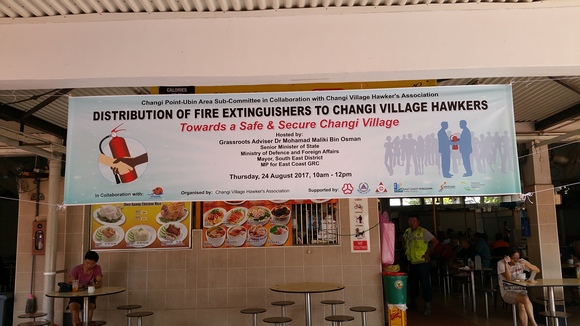 CALORIES
Changi Point-Ubin Area Sub-Committee in Collaboration with Changi Village Hawker's Association
DISTRIBUTION OF FIRE EXTINGUISHERS TO CHANGI VILLAGE HAWKERS
Towards a Safe & Secure Changi Village
Hosted by:
Grassroots Adviser Dr Mohamad Maliki Bin Osman
Senior Minister of State
Ministry of Defence and Foreign Affairs
Mayor, South East District
MP for East Coast GRC
Thursday, 24 August 2017, 10am - 12pm
In Collaboration with:
Organised by: Changi Village Hawker's Association
Supported by: